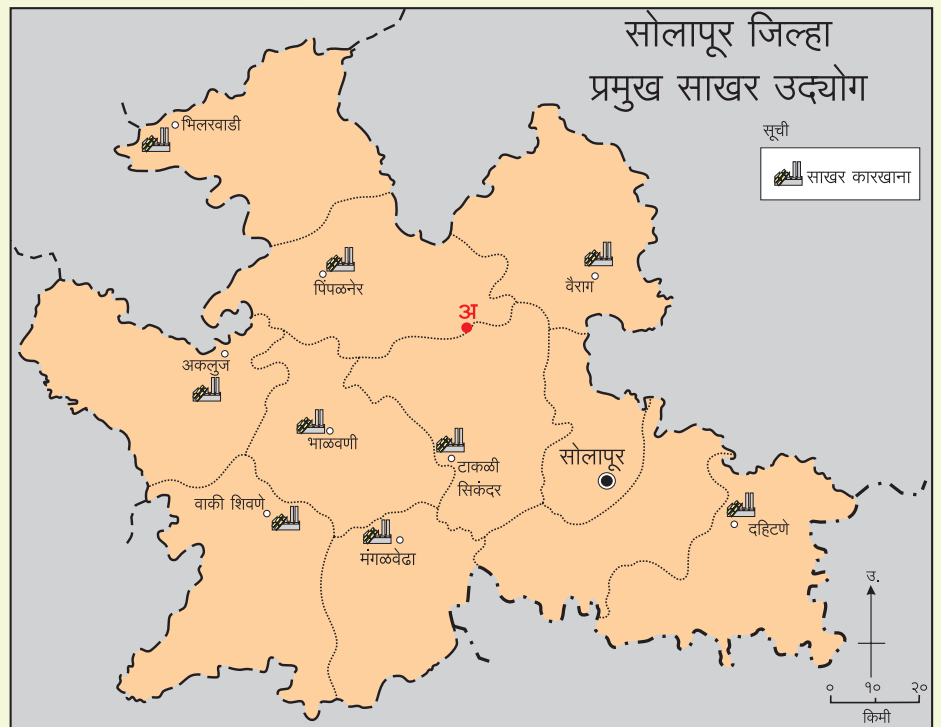 सोलापूर जिल्हा
प्रमुख साखर उद्योग
सूची
साखर कारखाना
भिलरवाडी
पिंपळनेर
वैराग
अ
अकलुज
भाळवणी
टाकळी
सिकंदर
सोलापूर
वाकी शिवणे
मंगळवेढा
दहिटणे
उ.
० १० २०
किमी